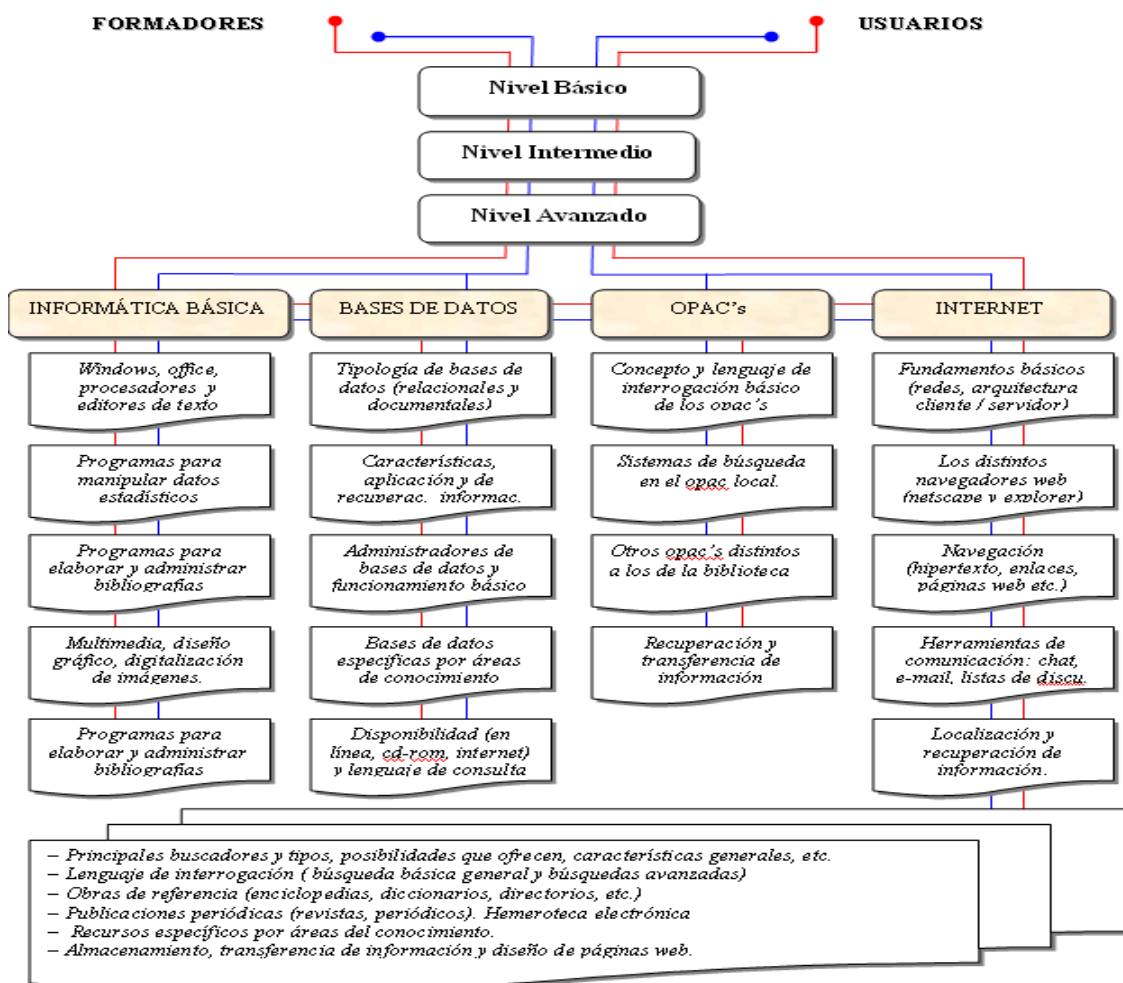 FORMADORES
USUARIOS
Nivel Básico
Nivel Intermedio
Nivel Avanzado
INFORMÁTICA BÁSICA
Windows, office,
procesadores y
editores de texto
Programas para
manipular datos
estadísticos
Programas para
elaborar y administrar
bibliografías
Multimedia, diseño
gráfico, digitalización
de imágenes.
Programas para
elaborar y administrar
bibliografías
BASES DE DATOS
Tipología de bases de
datos (relacionales y
documentales)
Características,
aplicación y de
recuperac. informac.
Administradores de
bases de datos y
funcionamiento básico
Bases de datos
específicas por áreas
de conocimiento
Disponibilidad (en
línea, cd-rom, internet)
y lenguaje de consulta
OPAC's
Concepto y lenguaje de
interrogación básico
de los opac's
Sistemas de búsqueda
en el opac local.
Otros opac's distintos
a los de la biblioteca
Recuperación y
transferencia de
información
INTERNET
Fundamentos básicos
(redes, arquitectura
cliente / servidor)
Los distintos
navegadores web
(netscape y explorer)
Navegación
(hipertexto, enlaces,
páginas web etc.)
Herramientas de
comunicación: chat,
e-mail, listas de discu.
Localización y
recuperación de
información.
– Principales buscadores y tipos, posibilidades que ofrecen, características generales, etc.
– Lenguaje de interrogación ( búsqueda básica general y búsquedas avanzadas)
– Obras de referencia (enciclopedias, diccionarios, directorios, etc.)
– Publicaciones periódicas (revistas, periódicos). Hemeroteca electrónica
– Recursos específicos por áreas del conocimiento.
– Almacenamiento, transferencia de información y diseño de páginas web.